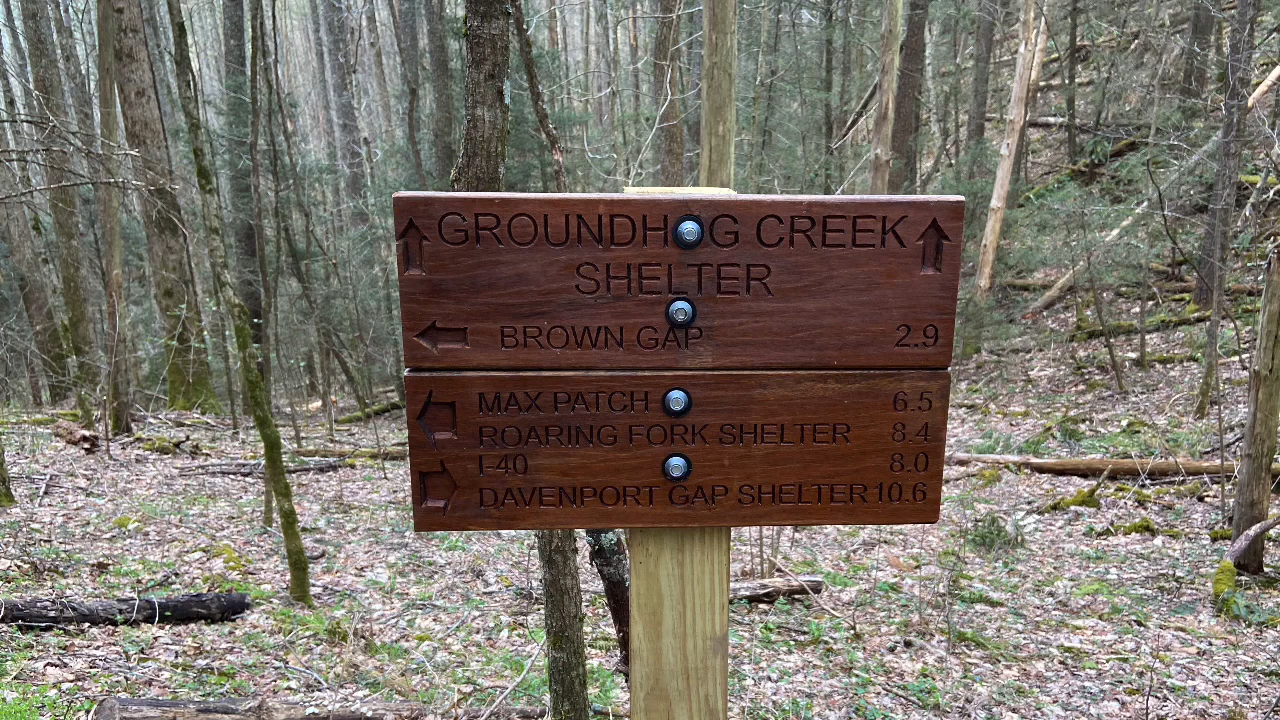 GROUNDHOG CREEK
SHELTER
BROWN GAP 2.9
MAX PATCH 6.5
ROARING FORK SHELTER 8.4
I-40 8.0
DAVENPORT GAP SHELTER 10.6